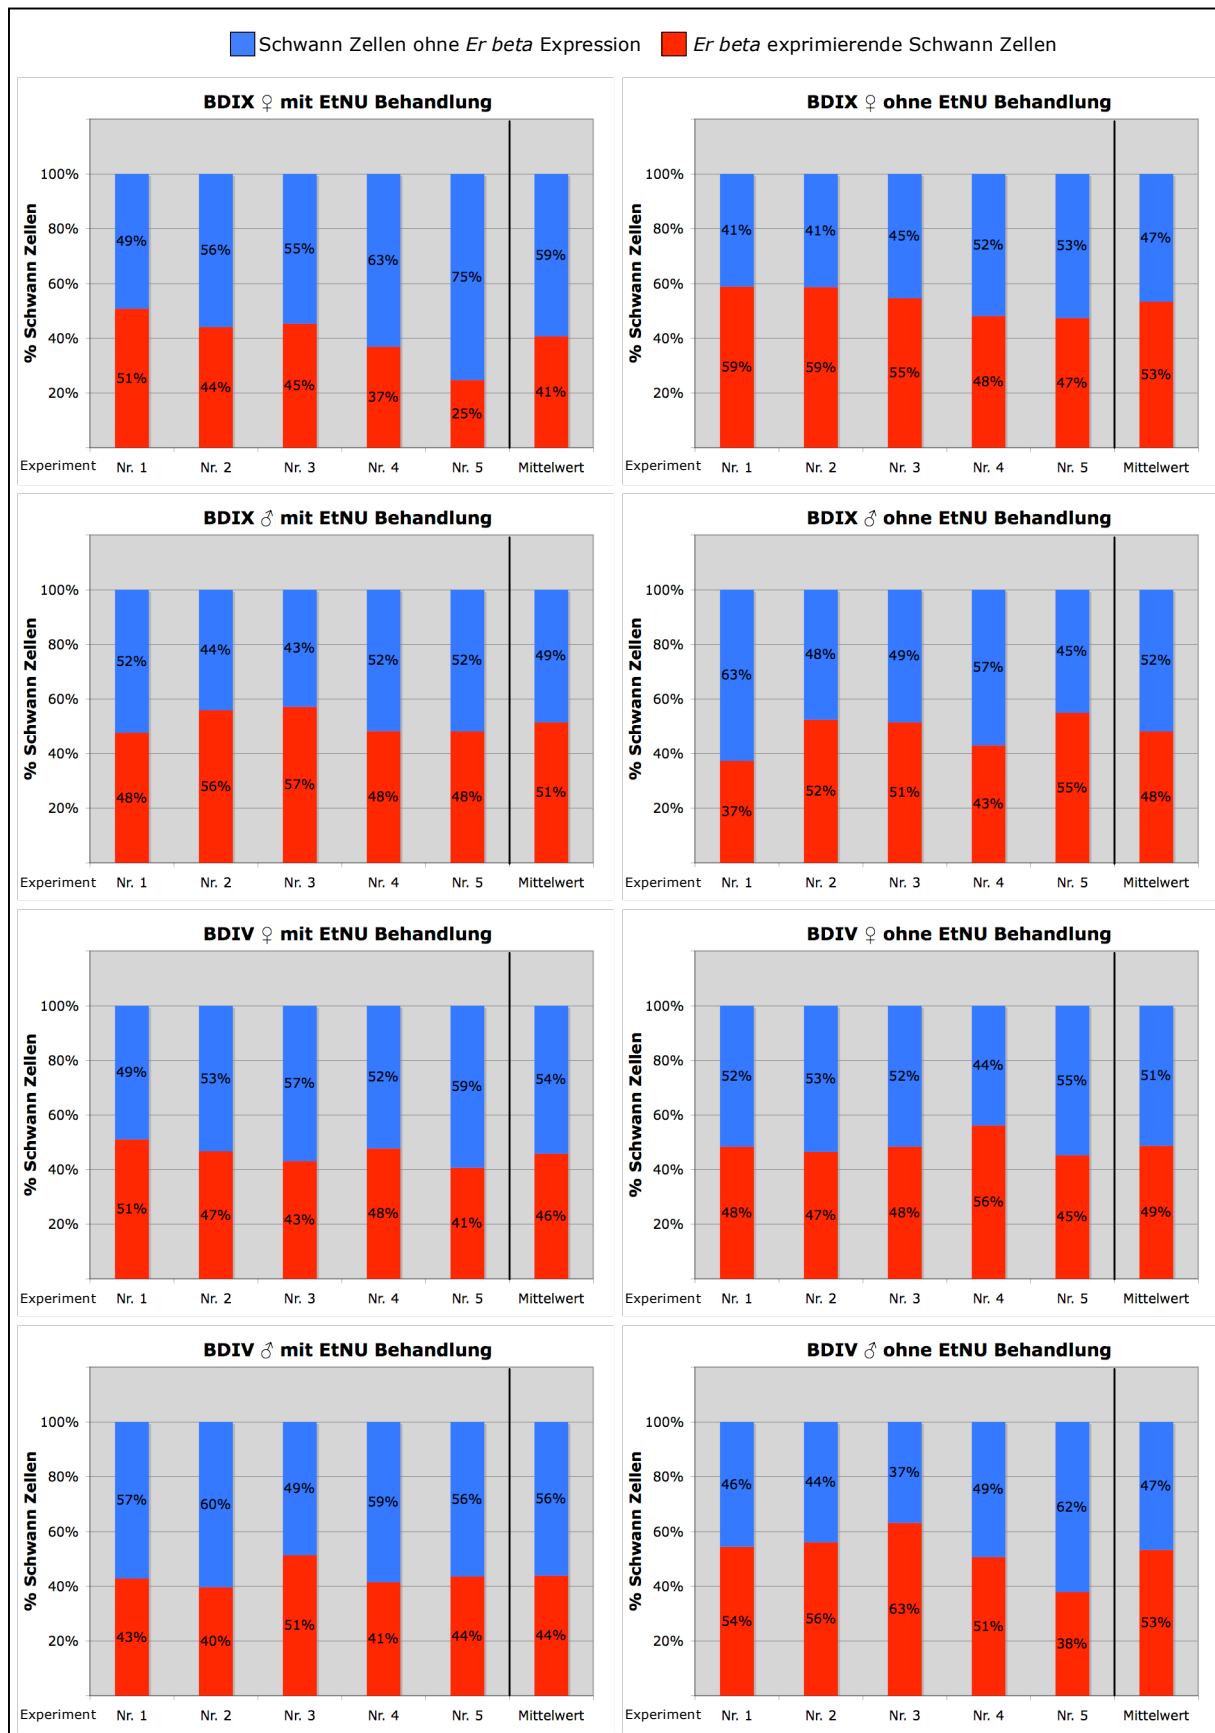 Schwann Zellen ohne Er beta Expression Er beta exprimierende Schwann Zellen
BDIX ♀ mit EtNU Behandlung
% Schwann Zellen
100%
80%
60%
40%
20%
49% 56% 55% 63% 75% 59%
51% 44% 45% 37% 25% 41%
Experiment Nr. 1 Nr. 2 Nr. 3 Nr. 4 Nr. 5 Mittelwert
BDIX ♀ ohne EtNU Behandlung
% Schwann Zellen
100%
80%
60%
40%
20%
41% 41% 45% 52% 53% 47%
59% 59% 55% 48% 47% 53%
Experiment Nr. 1 Nr. 2 Nr. 3 Nr. 4 Nr. 5 Mittelwert
BDIX ♂ mit EtNU Behandlung
% Schwann Zellen
100%
80%
60%
40%
20%
52% 44% 43% 52% 52% 49%
48% 56% 57% 48% 48% 51%
Experiment Nr. 1 Nr. 2 Nr. 3 Nr. 4 Nr. 5 Mittelwert
BDIX ♂ ohne EtNU Behandlung
% Schwann Zellen
100%
80%
60%
40%
20%
63% 48% 49% 57% 45% 52%
37% 52% 51% 43% 55% 48%
Experiment Nr. 1 Nr. 2 Nr. 3 Nr. 4 Nr. 5 Mittelwert
BDIV ♀ mit EtNU Behandlung
% Schwann Zellen
100%
80%
60%
40%
20%
49% 53% 57% 52% 59% 54%
51% 47% 43% 48% 41% 46%
Experiment Nr. 1 Nr. 2 Nr. 3 Nr. 4 Nr. 5 Mittelwert
BDIV ♀ ohne EtNU Behandlung
% Schwann Zellen
100%
80%
60%
40%
20%
52% 53% 52% 44% 55% 51%
48% 47% 48% 56% 45% 49%
Experiment Nr. 1 Nr. 2 Nr. 3 Nr. 4 Nr. 5 Mittelwert
BDIV ♂ mit EtNU Behandlung
% Schwann Zellen
100%
80%
60%
40%
20%
57% 60% 49% 59% 56% 56%
43% 40% 51% 41% 44% 44%
Experiment Nr. 1 Nr. 2 Nr. 3 Nr. 4 Nr. 5 Mittelwert
BDIV ♂ ohne EtNU Behandlung
% Schwann Zellen
100%
80%
60%
40%
20%
46% 44% 37% 49% 62% 47%
54% 56% 63% 51% 38% 53%
Experiment Nr. 1 Nr. 2 Nr. 3 Nr. 4 Nr. 5 Mittelwert